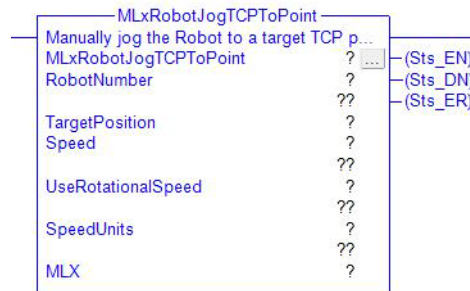 MLxRobotJogTCPToPoint
Manually jog the Robot to a target TCP p...
MLxRobotJogTCPToPoint ? ... (Sts_EN)
RobotNumber ? (Sts_DN)
?? (Sts_ER)
TargetPosition ?
Speed ?
??
UseRotationalSpeed ?
??
SpeedUnits ?
??
MLX ?